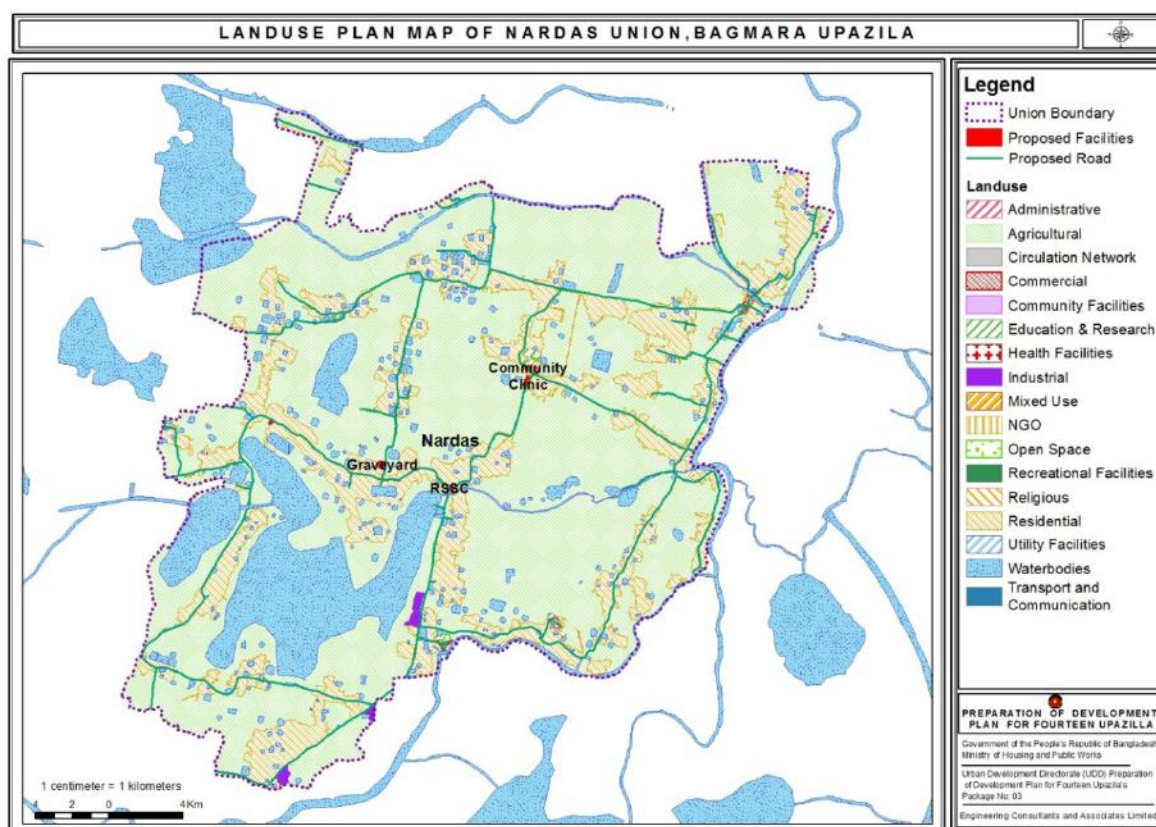 LANDUSE PLAN MAP OF NARDAS UNION,BAGMARA UPAZILA
Community
Clinic
Nardas
Graveyard
RSSC
1 centimeter = 1 kilometers
4 2 0 4 Km
Legend
Union Boundary
Proposed Facilities
Proposed Road
Landuse
Administrative
Agricultural
Circulation Network
Commercial
Community Facilities
Education & Research
Health Facilities
Industrial
Mixed Use
NGO
Open Space
Recreational Facilities
Religious
Residential
Utility Facilities
Waterbodies
Transport and
Communication
PREPARATION OF DEVELOPMENT
PLAN FOR FOURTEEN UPAZILLA
Government of the People's Republic of Bangladesh
Ministry of Housing and Public Works
Urban Development Directorate (UDD) Preparation
of Development Plan for Fourteen Upazila's
Package No: 03
Engineering Consultants and Associates Limited